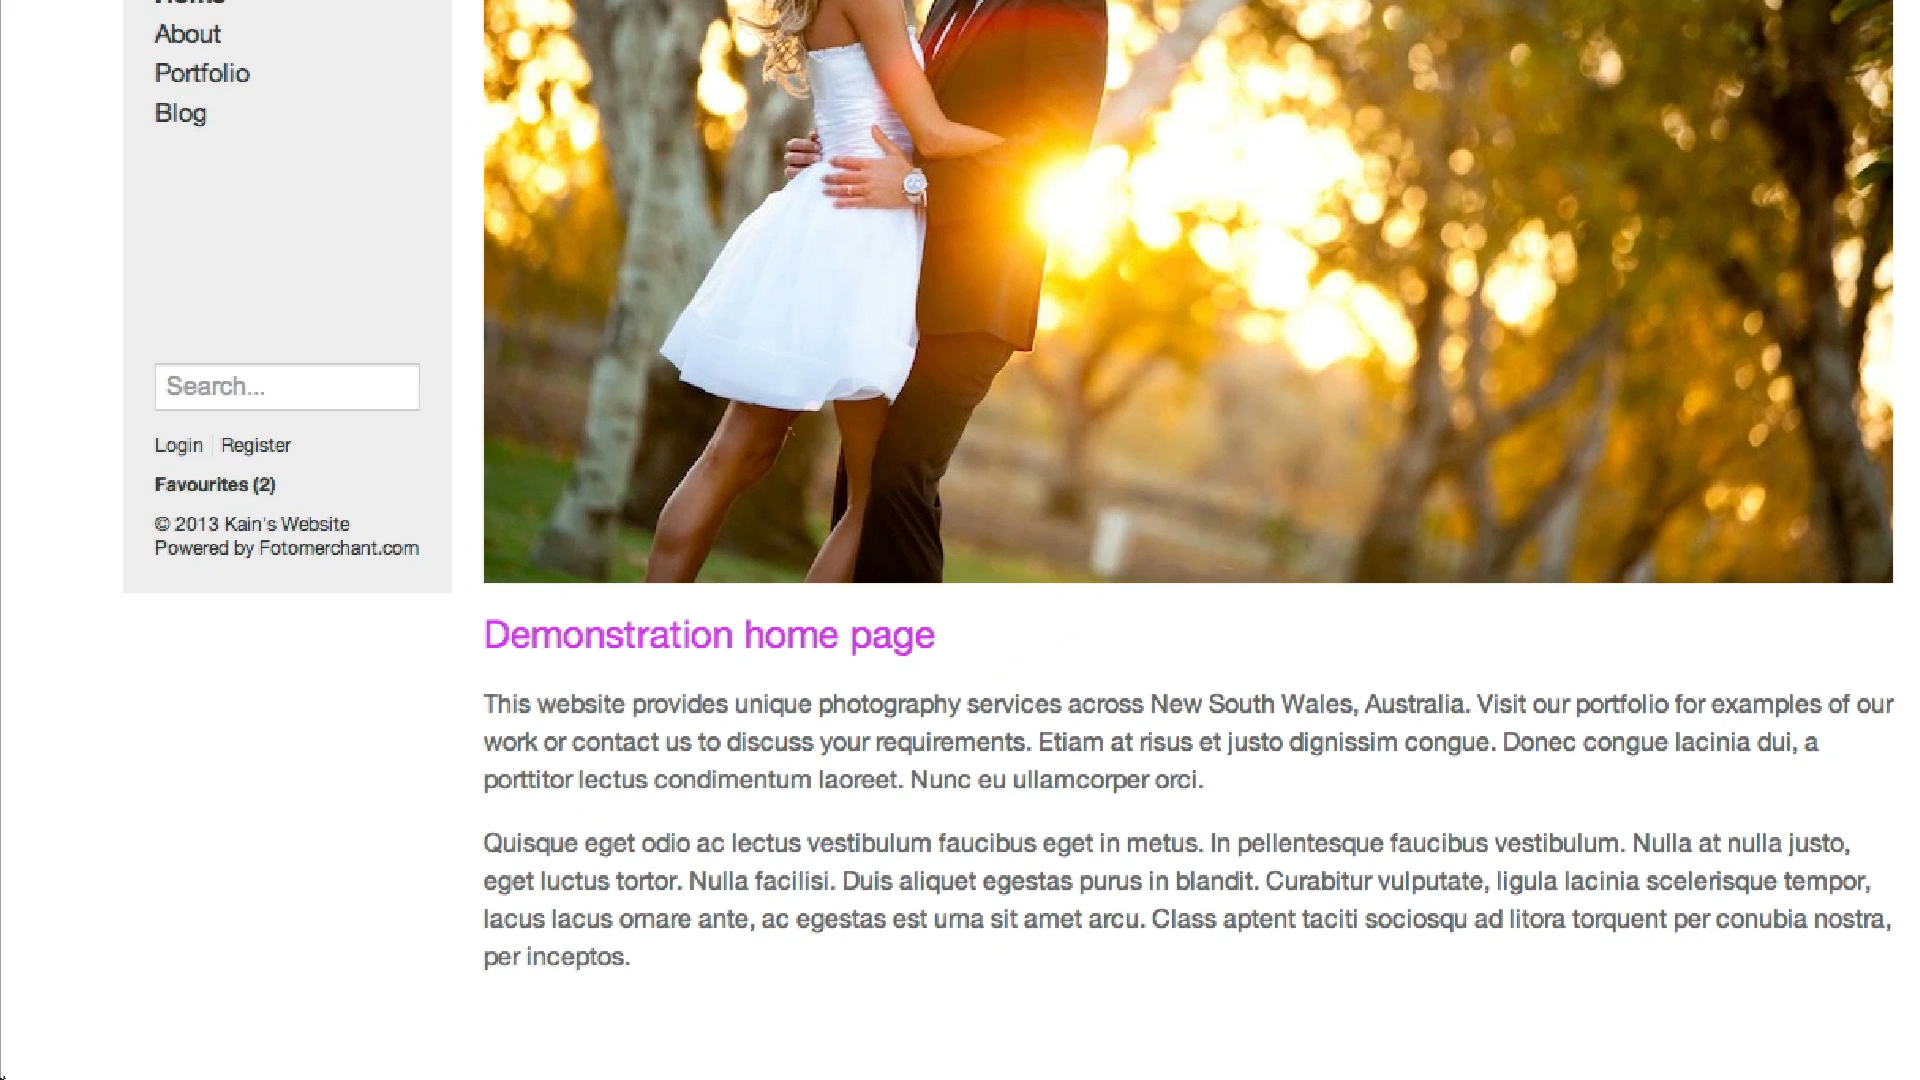 Home
About
Portfolio
Blog
Search...
Login Register
Favourites (2)
© 2013 Kain's Website
Powered by Fotomerchant.com
Demonstration home page
This website provides unique photography services across New South Wales, Australia. Visit our portfolio for examples of our
work or contact us to discuss your requirements. Etiam at risus et justo dignissim congue. Donec congue lacinia dui, a
porttitor lectus condimentum laoreet. Nunc eu ullamcorper orci.
Quisque eget odio ac lectus vestibulum faucibus eget in metus. In pellentesque faucibus vestibulum. Nulla at nulla justo,
eget luctus tortor. Nulla facilisi. Duis aliquet egestas purus in blandit. Curabitur vulputate, ligula lacinia scelerisque tempor,
lacus lacus ornare ante, ac egestas est urna sit amet arcu. Class aptent taciti sociosqu ad litora torquent per conubia nostra,
per inceptos.